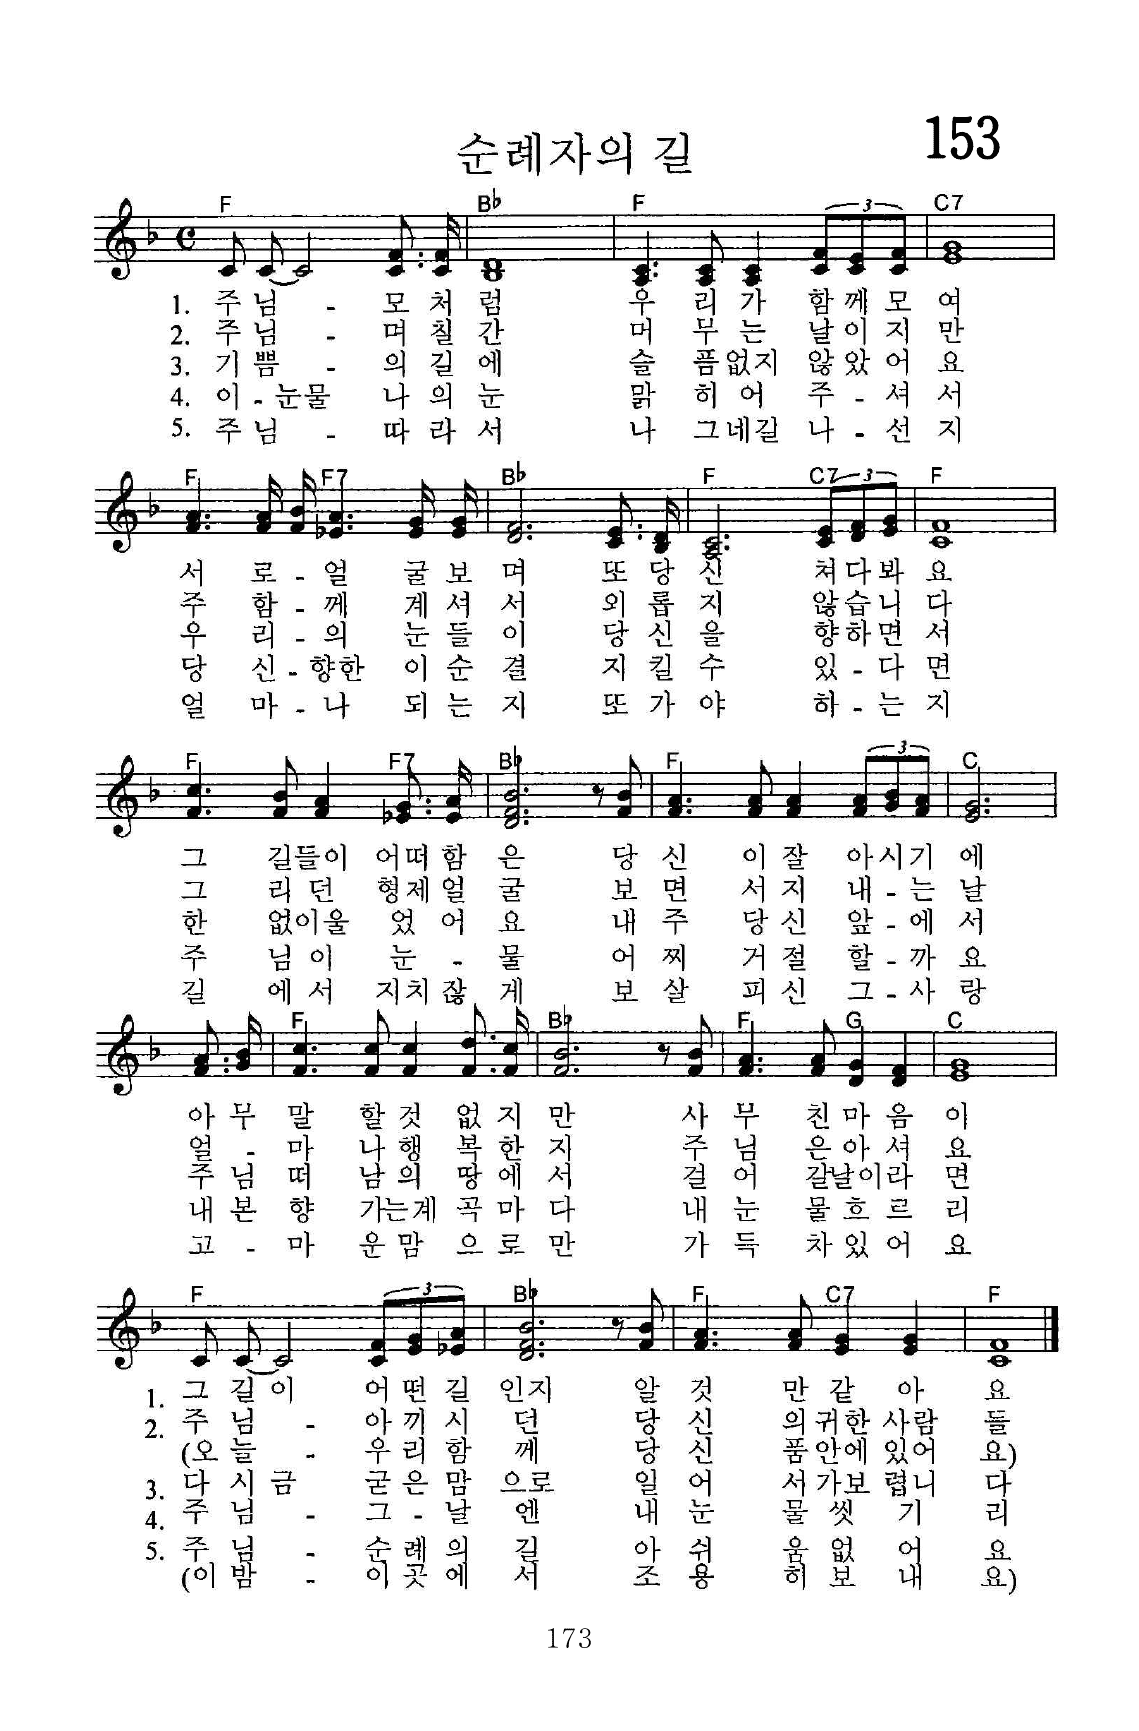 순례자의 길
153
F Bb F 3 C7
1. 주님 - 모처럼 우리가 함께모여
2. 주님 - 며칠간 머무는 날이지만
3. 기쁨 - 의길에 슬픔없지 않았어요
4. 이-눈물 나의눈 맑히어 주-셔서
5. 주님 - 따라서 나그네길 나-선지
F F7 Bb F C7 3 F
서로-얼굴보며 또당신 쳐다봐요
주함-께계셔서 외롭지 않습니다
우리-의눈들이 당신을 향하면서
당신-향한 이순결 지킬수 있-다면
얼마-나되는지 또가야 하-는지
F F7 Bb F 3 C
그 길들이 어떠함은 당신이잘 아시기에
그리던 형제얼굴 보면서지 내-는날
한없이울었어요 내주당신 앞-에서
주님이눈-물 어찌거절 할-까요
길에서 지치잖게 보살피신 그-사랑
F Bb F G C
아무말 할것없지만 사무친마음이
얼-마 나행복한지 주님은아셔요
주님떠남의 땅에서 걸어갈날이라면
내본향 가는계곡마다 내눈물흐르리
고-마운맘으로만 가득차있어요
F 3 Bb F C7 F
1. 그길이 어떤길인지 알것만같아요
2. 주님 - 아끼시던 당신의귀한사람들
(오늘 - 우리함께 당신품안에있어요)
3. 다시금 굳은맘으로 일어서가보렵니다
4. 주님 - 그-날엔 내눈물씻기리
5. 주님 - 순례의길 아쉬움없어요
(이밤 - 이곳에서 조용히보내요)
173